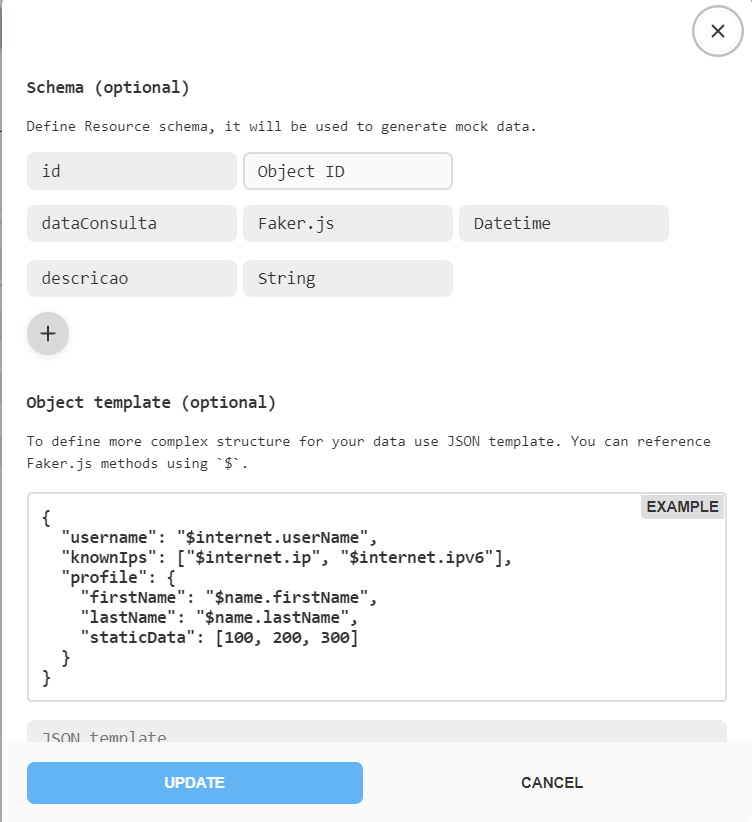 Schema (optional)
Define Resource schema, it will be used to generate mock data.
id Object ID
dataConsulta Faker.js Datetime
descricao String
+
Object template (optional)
To define more complex structure for your data use JSON template. You can reference
Faker.js methods using `$`.
EXAMPLE
{
"username": "$internet.userName",
"knownIps": ["$internet.ip", "$internet.ipv6"],
"profile": {
"firstName": "$name.firstName",
"lastName": "$name.lastName",
"staticData": [100, 200, 300]
}
}
JSON template
UPDATE CANCEL